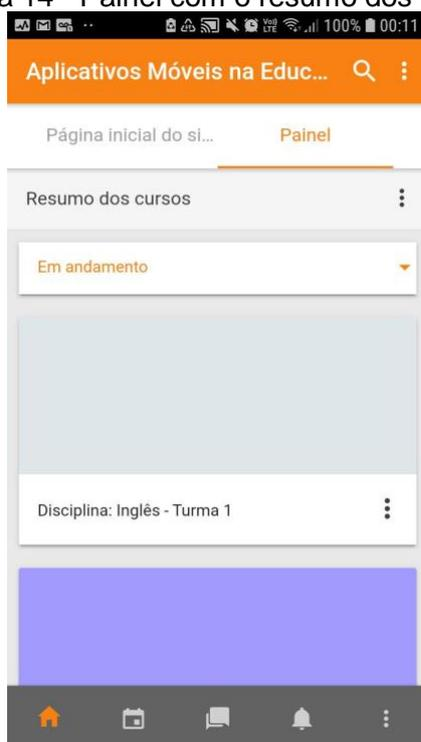 a 14 - Painel com o resumo dos
100% 00:11
Aplicativos Móveis na Educ...
Página inicial do si...
Painel
Resumo dos cursos
Em andamento
Disciplina: Inglês - Turma 1